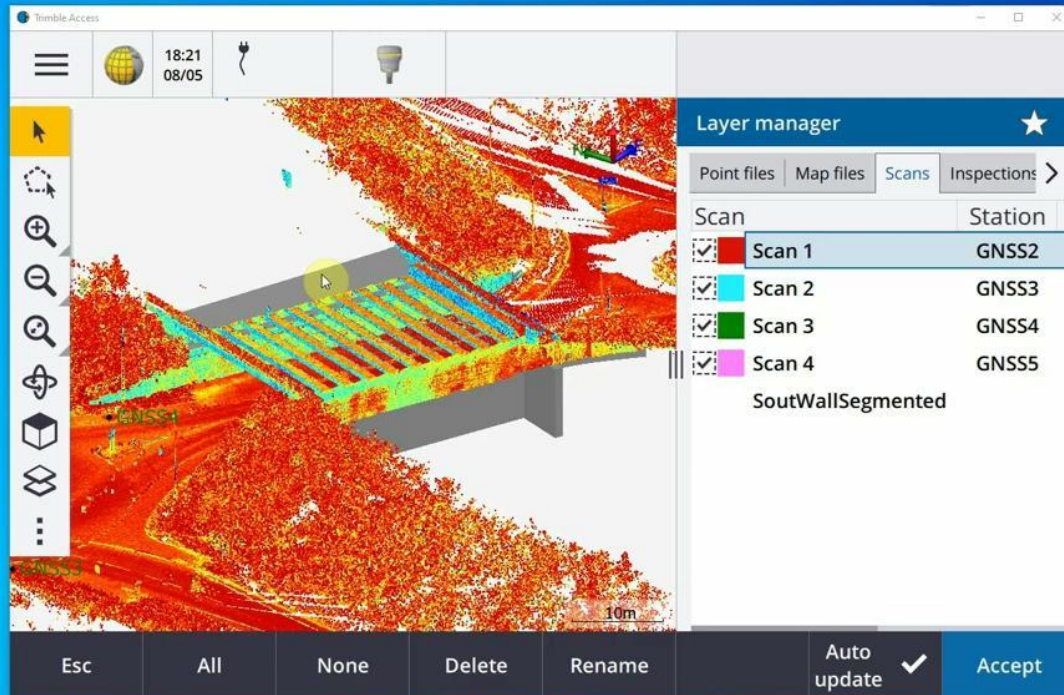 Trimble Access
18:21
08/05
Layer manager
Point files
Map files
Scans
Inspections
Scan
Station
Scan 1
GNSS2
Scan 2
GNSS3
Scan 3
GNSS4
Scan 4
GNSS5
SoutWallSegmented
GNSS4
GNSS3
10m
Esc
All
None
Delete
Rename
Auto
update
Accept